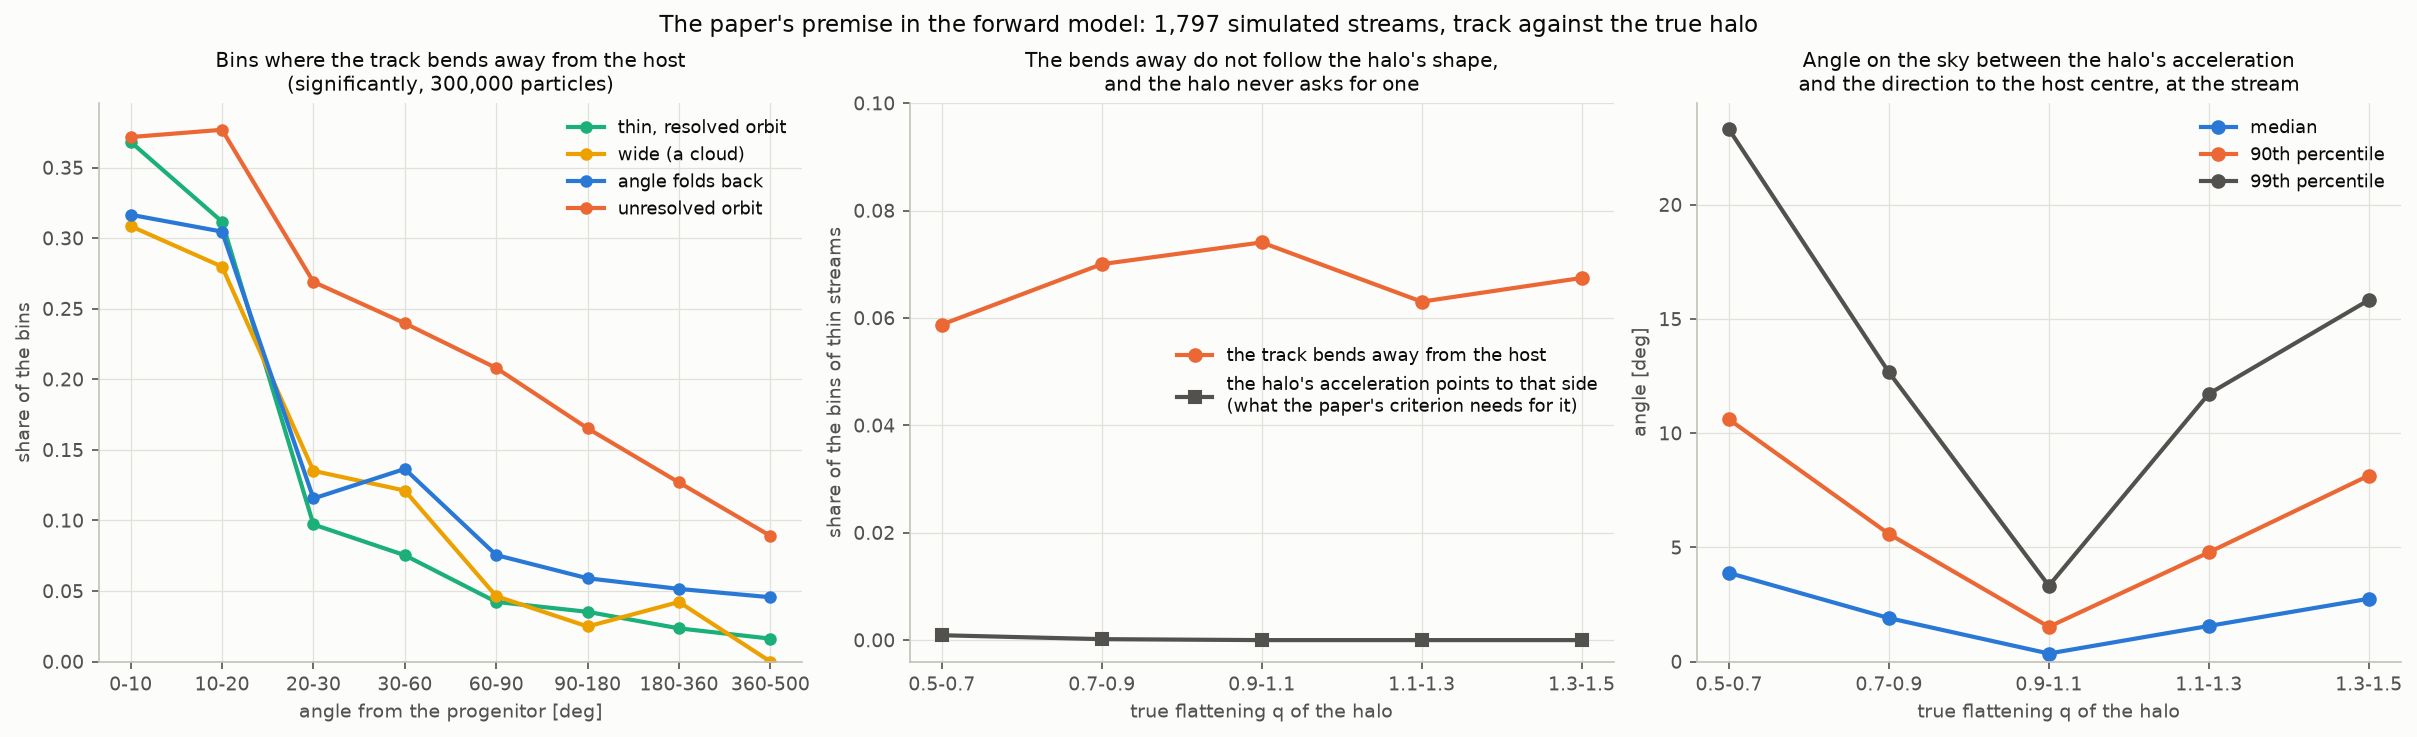 The paper's premise in the forward model: 1,797 simulated streams, track against the true halo
Bins where the track bends away from the host
(significantly, 300,000 particles)
share of the bins
0.35
0.30
0.25
0.20
0.15
0.10
0.05
0.00
thin, resolved orbit
wide (a cloud)
angle folds back
unresolved orbit
0-10
10-20
20-30
30-60
60-90
90-180
180-360
360-500
angle from the progenitor [deg]
The bends away do not follow the halo's shape,
and the halo never asks for one
share of the bins of thin streams
0.10
0.08
0.06
0.04
0.02
0.00
the track bends away from the host
the halo's acceleration points to that side
(what the paper's criterion needs for it)
0.5-0.7
0.7-0.9
0.9-1.1
1.1-1.3
1.3-1.5
true flattening q of the halo
Angle on the sky between the halo's acceleration
and the direction to the host centre, at the stream
angle [deg]
20
15
10
5
0
median
90th percentile
99th percentile
0.5-0.7
0.7-0.9
0.9-1.1
1.1-1.3
1.3-1.5
true flattening q of the halo